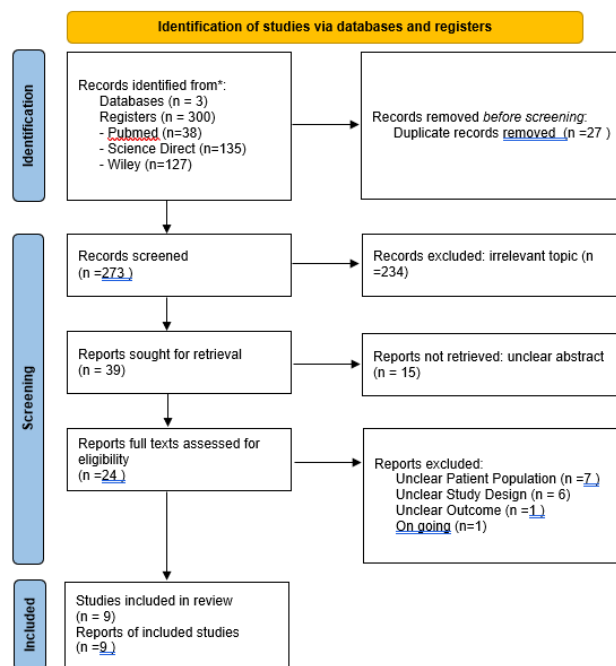 Identification of studies via databases and registers
Identification
Records identified from*:
Databases (n = 3)
Registers (n = 300)
- Pubmed (n=38)
- Science Direct (n=135)
- Wiley (n=127)
Records removed before screening:
Duplicate records removed (n =27 )
Screening
Records screened
(n =273 )
Records excluded: irrelevant topic (n
=234)
Reports sought for retrieval
(n = 39)
Reports not retrieved: unclear abstract
(n = 15)
Reports full texts assessed for
eligibility
(n =24 )
Reports excluded:
Unclear Patient Population (n =7 )
Unclear Study Design (n = 6)
Unclear Outcome (n =1 )
On going (n=1)
Included
Studies included in review
(n = 9)
Reports of included studies
(n =9 )